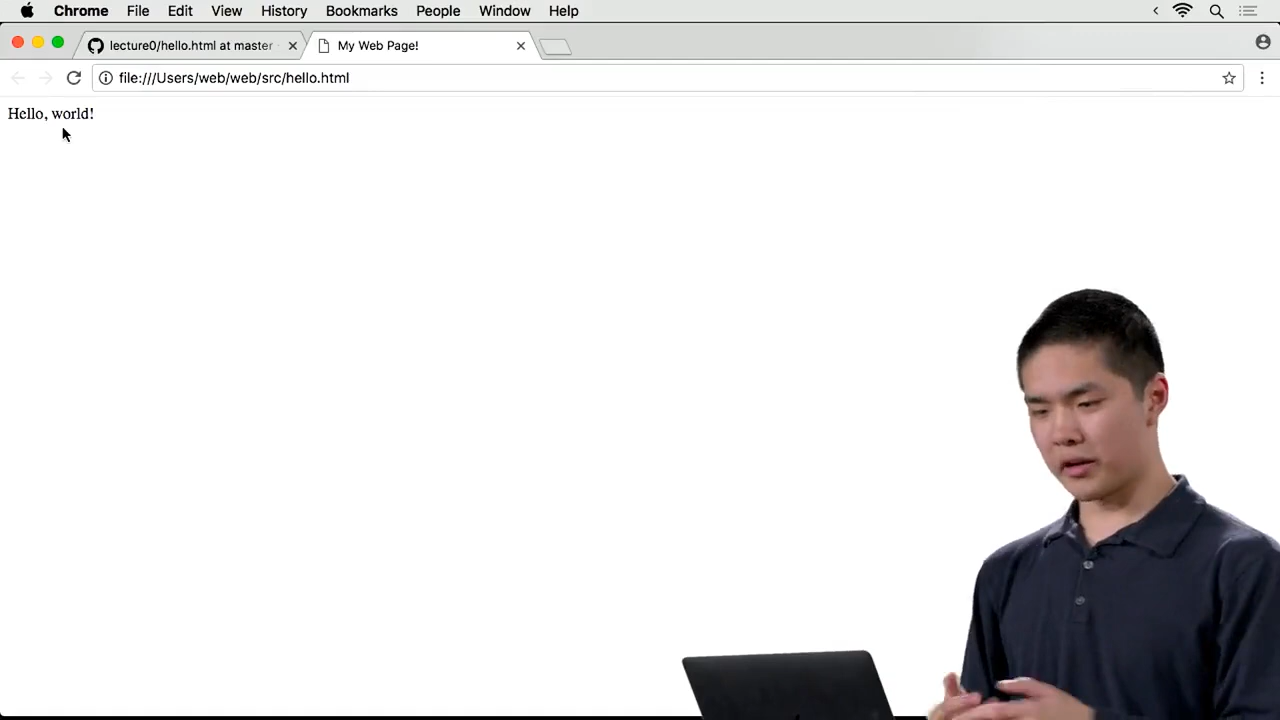 Chrome File Edit View History Bookmarks People Window Help
lecture0/hello.html at master
My Web Page!
file:///Users/web/web/src/hello.html
Hello, world!